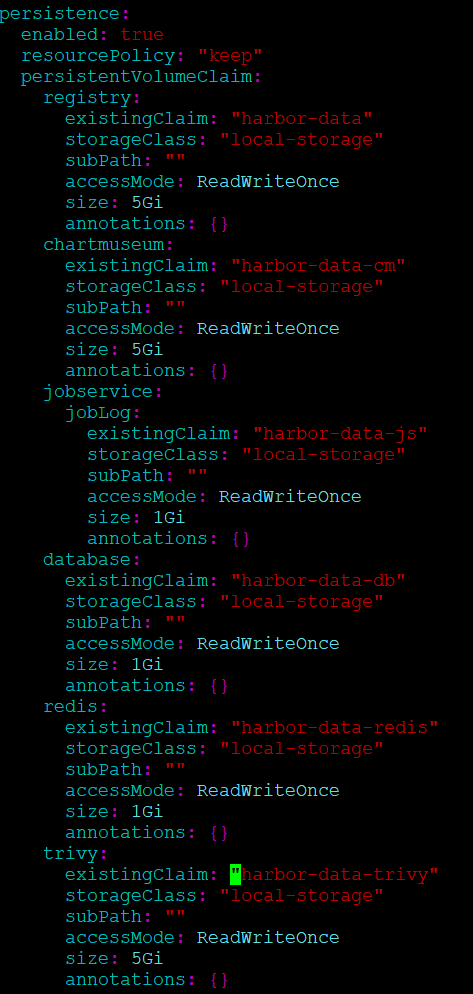 persistence:
  enabled: true
  resourcePolicy: "keep"
  persistentVolumeClaim:
    registry:
      existingClaim: "harbor-data"
      storageClass: "local-storage"
      subPath: ""
      accessMode: ReadWriteOnce
      size: 5Gi
      annotations: {}
    chartmuseum:
      existingClaim: "harbor-data-cm"
      storageClass: "local-storage"
      subPath: ""
      accessMode: ReadWriteOnce
      size: 5Gi
      annotations: {}
    jobservice:
      jobLog:
        existingClaim: "harbor-data-js"
        storageClass: "local-storage"
        subPath: ""
        accessMode: ReadWriteOnce
        size: 1Gi
        annotations: {}
    database:
      existingClaim: "harbor-data-db"
      storageClass: "local-storage"
      subPath: ""
      accessMode: ReadWriteOnce
      size: 1Gi
      annotations: {}
    redis:
      existingClaim: "harbor-data-redis"
      storageClass: "local-storage"
      subPath: ""
      accessMode: ReadWriteOnce
      size: 1Gi
      annotations: {}
    trivy:
      existingClaim: "harbor-data-trivy"
      storageClass: "local-storage"
      subPath: ""
      accessMode: ReadWriteOnce
      size: 5Gi
      annotations: {}